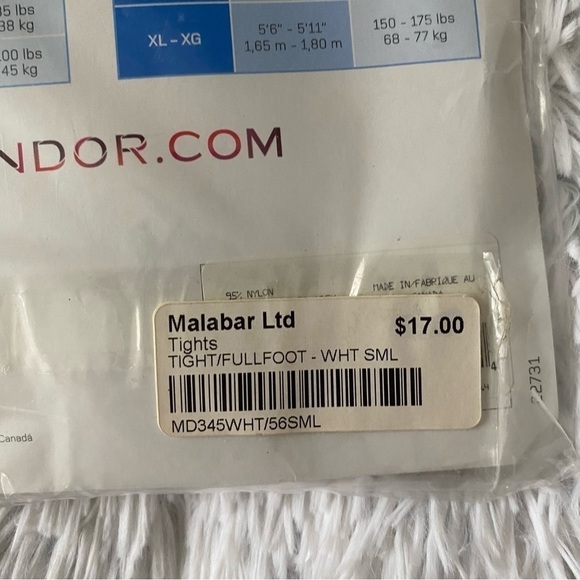 35 lbs
38 kg
00 lbs
45 kg
XL – XG
5'6" - 5'11"
1,65 m - 1,80 m
150 - 175 lbs
68 - 77 kg
NDOR.COM
95% NYLON
MADE IN/FABRIQUE AU
Malabar Ltd
$17.00
Tights
TIGHT/FULLFOOT - WHT SML
MD345WHT/56SML
Canada
22731